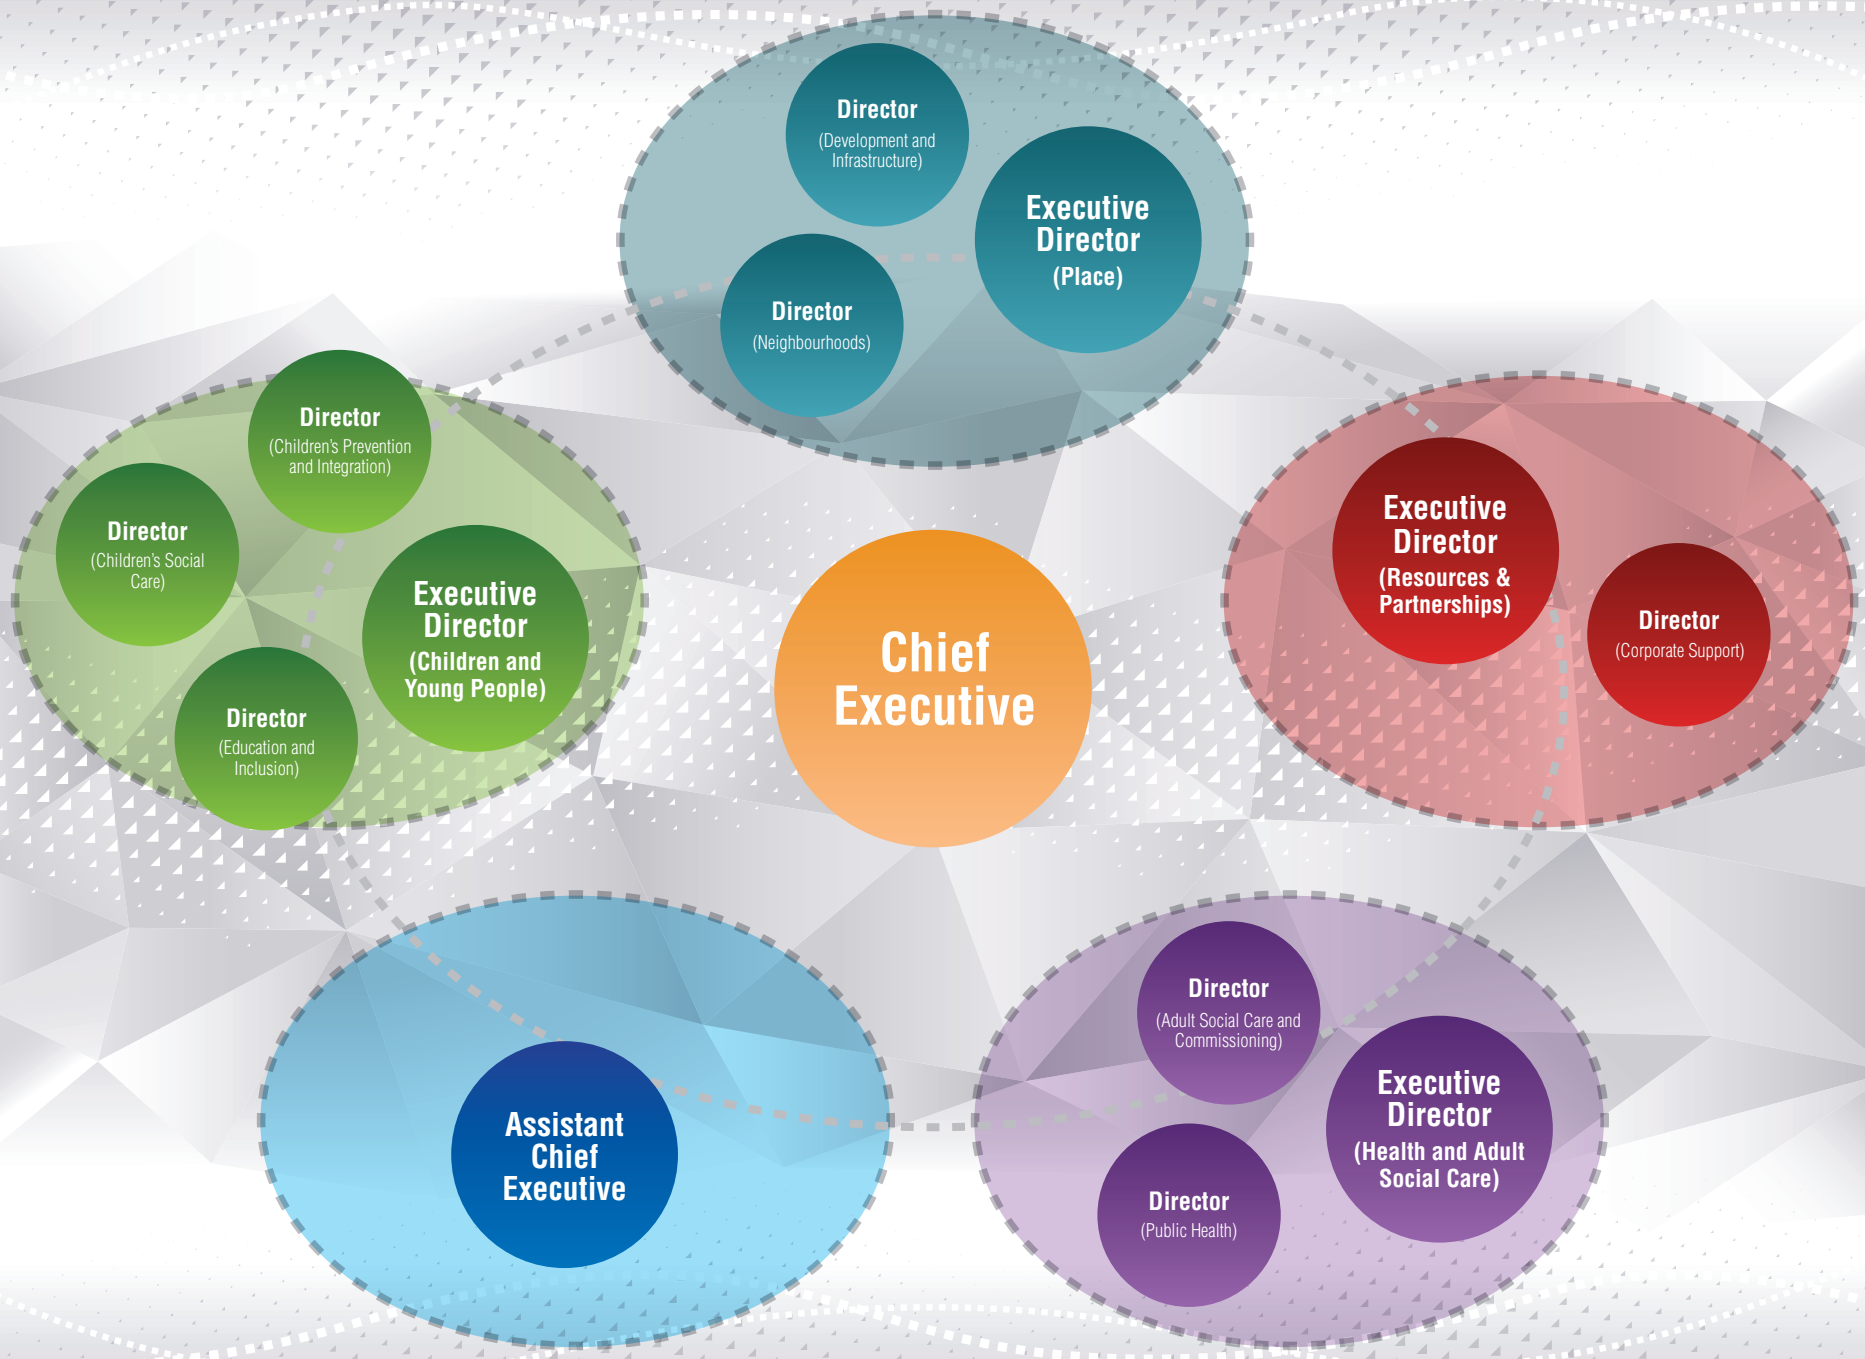 Director
(Development and
Infrastructure)
Executive
Director
(Place)
Director
(Neighbourhoods)
Director
(Children's Prevention
and Integration)
Director
(Children's Social
Care)
Executive
Director
(Children and
Young People)
Director
(Education and
Inclusion)
Chief
Executive
Executive
Director
(Resources &
Partnerships)
Director
(Corporate Support)
Assistant
Chief
Executive
Director
(Adult Social Care and
Commissioning)
Executive
Director
(Health and Adult
Social Care)
Director
(Public Health)